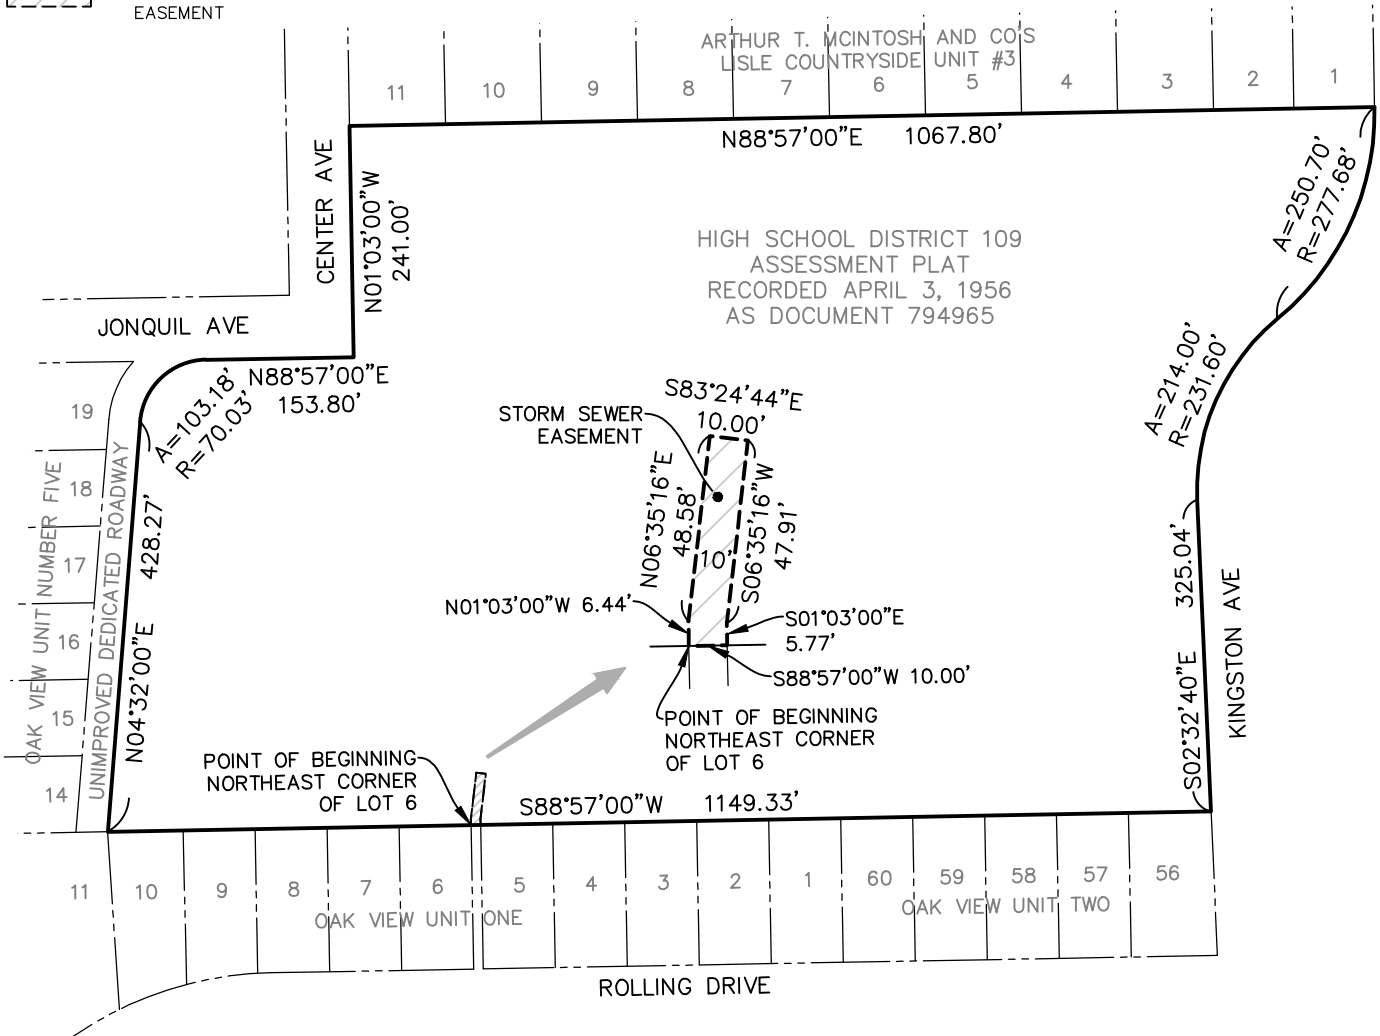 EASEMENT
ARTHUR T. MCINTOSH AND CO'S
LISLE COUNTRYSIDE UNIT #3
11
10
9
8
7
6
5
4
3
2
1
N88°57'00"E 1067.80'
CENTER AVE
N01°03'00"W
241.00'
A=250.70'
R=277.68'
HIGH SCHOOL DISTRICT 109
ASSESSMENT PLAT
RECORDED APRIL 3, 1956
AS DOCUMENT 794965
JONQUIL AVE
N88°57'00"E
153.80'
A=103.18'
R=70.03'
A=214.00'
R=231.60'
S83°24'44"E
10.00'
STORM SEWER
EASEMENT
N06°35'16"E
48.58'
10'
S06°35'16"W
47.91'
19
18
17
16
15
14
OAK VIEW UNIT NUMBER FIVE
UNIMPROVED DEDICATED ROADWAY
N04°32'00"E 428.27'
N01°03'00"W 6.44'
S01°03'00"E
5.77'
S88°57'00"W 10.00'
POINT OF BEGINNING
NORTHEAST CORNER
OF LOT 6
S02°32'40"E 325.04'
KINGSTON AVE
POINT OF BEGINNING
NORTHEAST CORNER
OF LOT 6
S88°57'00"W 1149.33'
11
10
9
8
7
6
5
4
3
2
1
60
59
58
57
56
OAK VIEW UNIT ONE
OAK VIEW UNIT TWO
ROLLING DRIVE